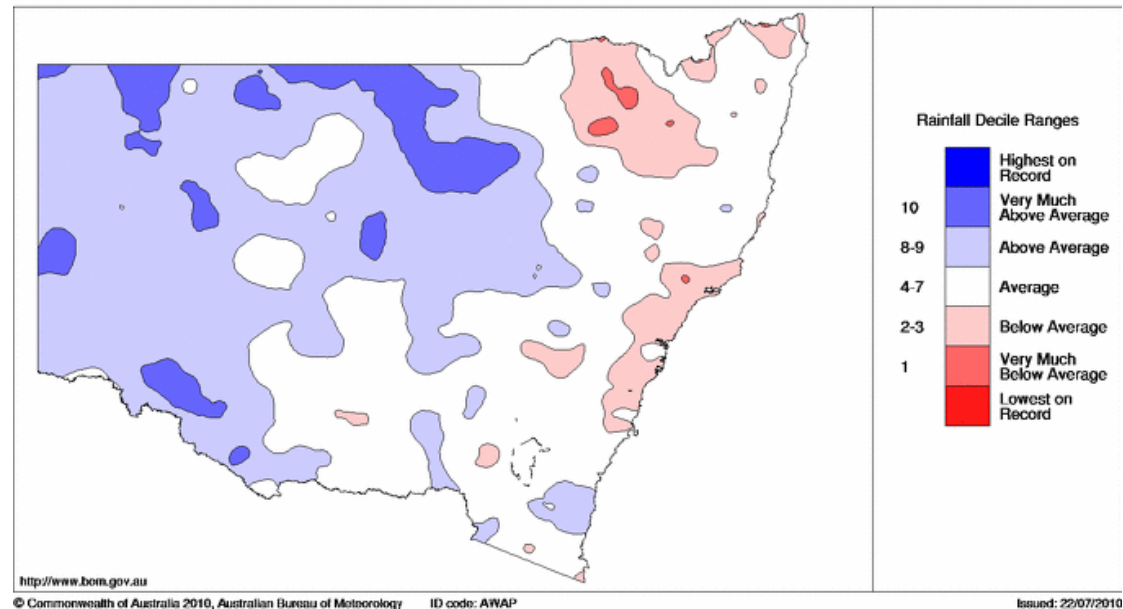 Rainfall Decile Ranges
Highest on
Record
10
Very Much
Above Average
8-9
Above Average
4-7
Average
2-3
Below Average
1
Very Much
Below Average
Lowest on
Record
http://www.bom.gov.au
© Commonwealth of Australia 2010, Australian Bureau of Meteorology ID code: AWAP Issued: 22/07/2010